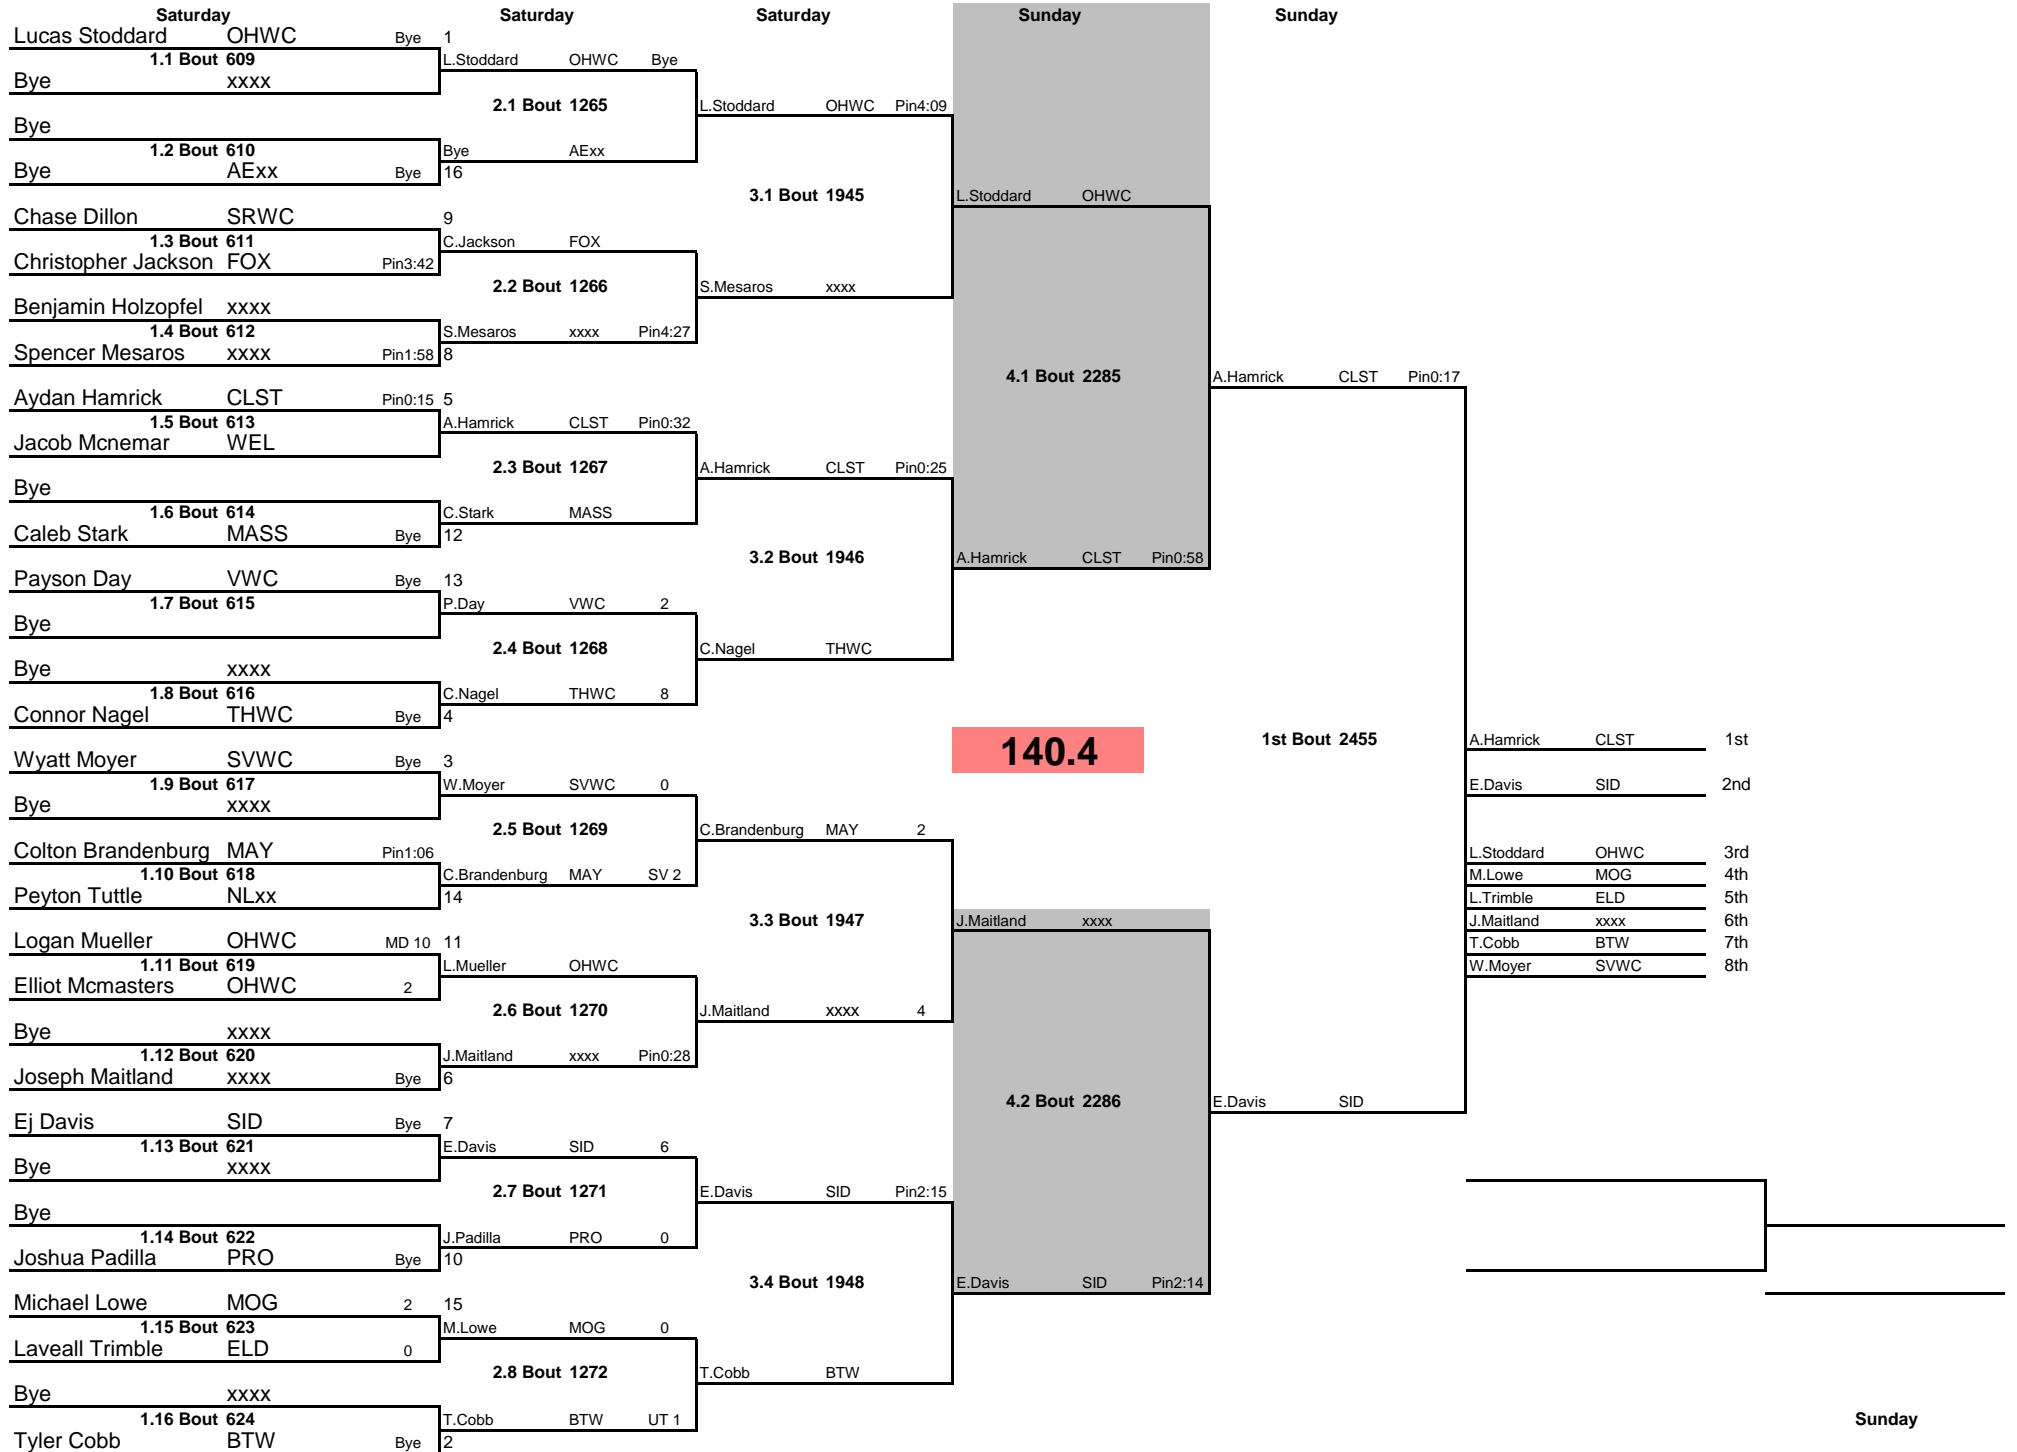 Saturday Saturday Saturday Sunday Sunday
Lucas Stoddard OHWC Bye 1
1.1 Bout 609 L.Stoddard OHWC Bye
Bye xxxx
2.1 Bout 1265 L.Stoddard OHWC Pin4:09
Bye
1.2 Bout 610 Bye AExx
Bye AExx Bye 16
3.1 Bout 1945 L.Stoddard OHWC
Chase Dillon SRWC 9
1.3 Bout 611 C.Jackson FOX
Christopher Jackson FOX Pin3:42
2.2 Bout 1266 S.Mesaros xxxx
Benjamin Holzopfel xxxx
1.4 Bout 612 S.Mesaros xxxx Pin4:27
Spencer Mesaros xxxx Pin1:58 8
4.1 Bout 2285 A.Hamrick CLST Pin0:17
Aydan Hamrick CLST Pin0:15 5
1.5 Bout 613 A.Hamrick CLST Pin0:32
Jacob Mcnemar WEL
2.3 Bout 1267 A.Hamrick CLST Pin0:25
Bye
1.6 Bout 614 C.Stark MASS
Caleb Stark MASS Bye 12
3.2 Bout 1946 A.Hamrick CLST Pin0:58
Payson Day VWC Bye 13
1.7 Bout 615 P.Day VWC 2
Bye
2.4 Bout 1268 C.Nagel THWC
Bye xxxx
1.8 Bout 616 C.Nagel THWC 8
Connor Nagel THWC Bye 4
140.4 1st Bout 2455 A.Hamrick CLST 1st
Wyatt Moyer SVWC Bye 3
1.9 Bout 617 W.Moyer SVWC 0 E.Davis SID 2nd
Bye xxxx
2.5 Bout 1269 C.Brandenburg MAY 2
Colton Brandenburg MAY Pin1:06 L.Stoddard OHWC 3rd
1.10 Bout 618 C.Brandenburg MAY SV 2 M.Lowe MOG 4th
Peyton Tuttle NLxx 14 L.Trimble ELD 5th
3.3 Bout 1947 J.Maitland xxxx J.Maitland xxxx 6th
Logan Mueller OHWC MD 10 11 T.Cobb BTW 7th
1.11 Bout 619 L.Mueller OHWC W.Moyer SVWC 8th
Elliot Mcmasters OHWC 2
2.6 Bout 1270 J.Maitland xxxx 4
Bye xxxx
1.12 Bout 620 J.Maitland xxxx Pin0:28
Joseph Maitland xxxx Bye 6
4.2 Bout 2286 E.Davis SID
Ej Davis SID Bye 7
1.13 Bout 621 E.Davis SID 6
Bye xxxx
2.7 Bout 1271 E.Davis SID Pin2:15
Bye
1.14 Bout 622 J.Padilla PRO 0
Joshua Padilla PRO Bye 10
3.4 Bout 1948 E.Davis SID Pin2:14
Michael Lowe MOG 2 15
1.15 Bout 623 M.Lowe MOG 0
Laveall Trimble ELD 0
2.8 Bout 1272 T.Cobb BTW
Bye xxxx
1.16 Bout 624 T.Cobb BTW UT 1 Sunday
Tyler Cobb BTW Bye 2